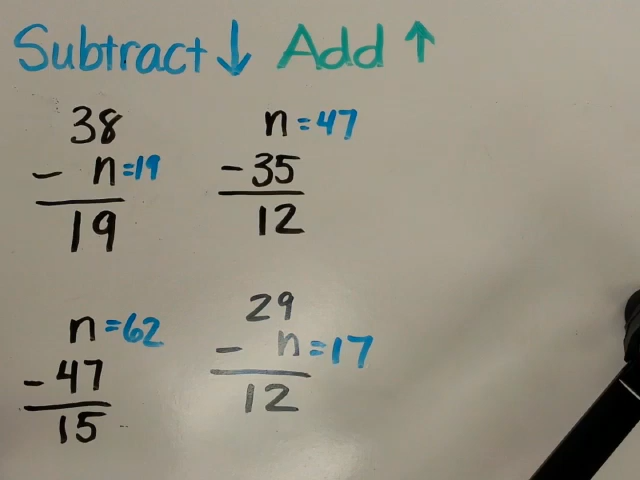 Subtract ↓ Add ↑
38
- n=19
19
n=47
-35
12
n=62
-47
15
29
- n=17
12